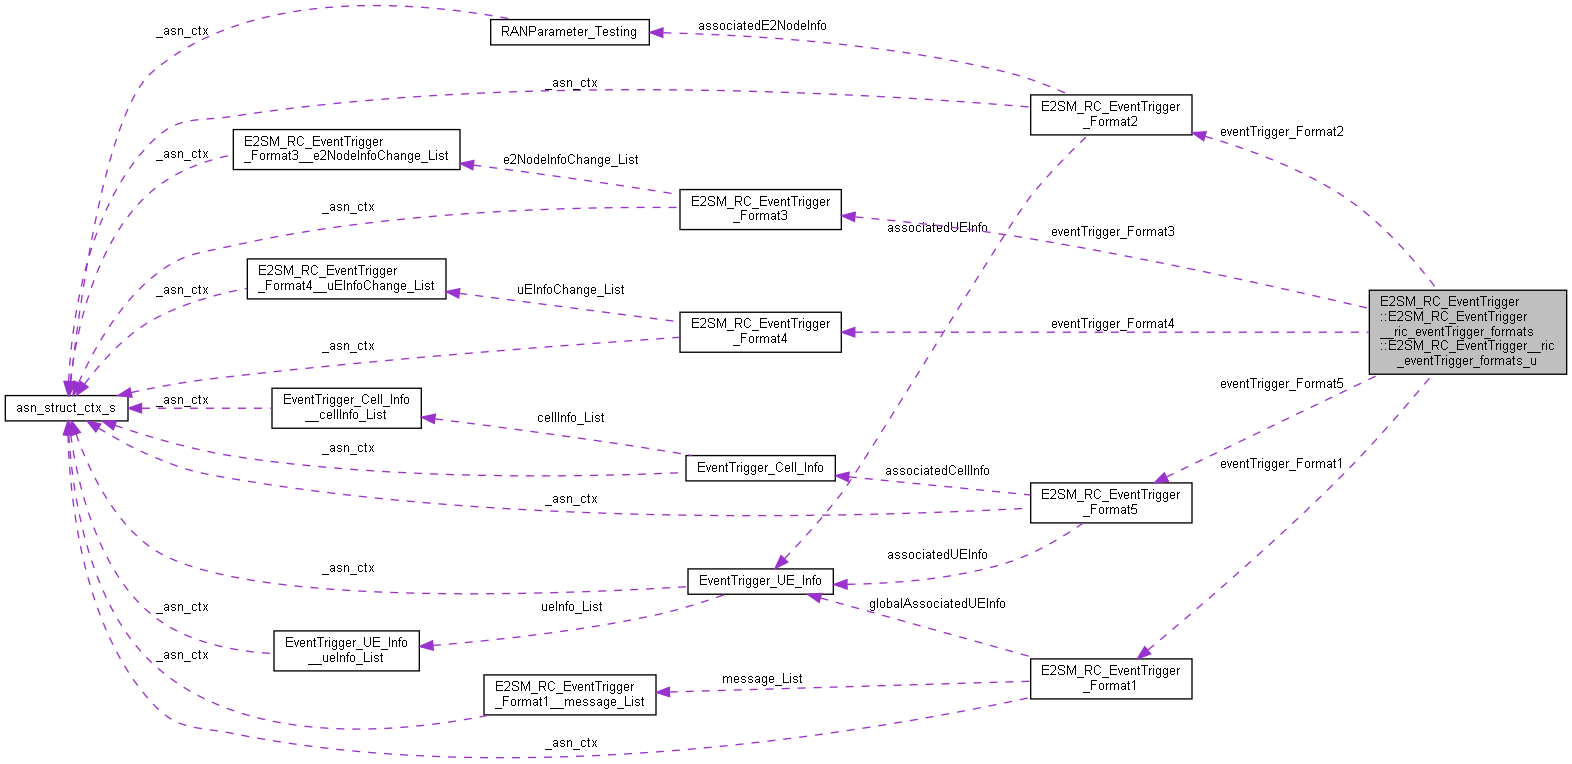 _asn_ctx
RANParameter_Testing
associatedE2NodeInfo
_asn_ctx
E2SM_RC_EventTrigger
_Format2
eventTrigger_Format2
E2SM_RC_EventTrigger
_Format3__e2NodeInfoChange_List
_asn_ctx
e2NodeInfoChange_List
E2SM_RC_EventTrigger
_Format3
_asn_ctx
associatedUEInfo
eventTrigger_Format3
E2SM_RC_EventTrigger
_Format4__uEInfoChange_List
_asn_ctx
uEInfoChange_List
E2SM_RC_EventTrigger
_Format4
eventTrigger_Format4
E2SM_RC_EventTrigger
::E2SM_RC_EventTrigger
__ric_eventTrigger_formats
::E2SM_RC_EventTrigger__ric
_eventTrigger_formats_u
_asn_ctx
eventTrigger_Format5
asn_struct_ctx_s
_asn_ctx
EventTrigger_Cell_Info
__cellInfo_List
cellInfo_List
_asn_ctx
EventTrigger_Cell_Info
associatedCellInfo
eventTrigger_Format1
_asn_ctx
E2SM_RC_EventTrigger
_Format5
associatedUEInfo
_asn_ctx
EventTrigger_UE_Info
_asn_ctx
ueInfo_List
globalAssociatedUEInfo
EventTrigger_UE_Info
__ueInfo_List
_asn_ctx
E2SM_RC_EventTrigger
_Format1__message_List
message_List
E2SM_RC_EventTrigger
_Format1
_asn_ctx